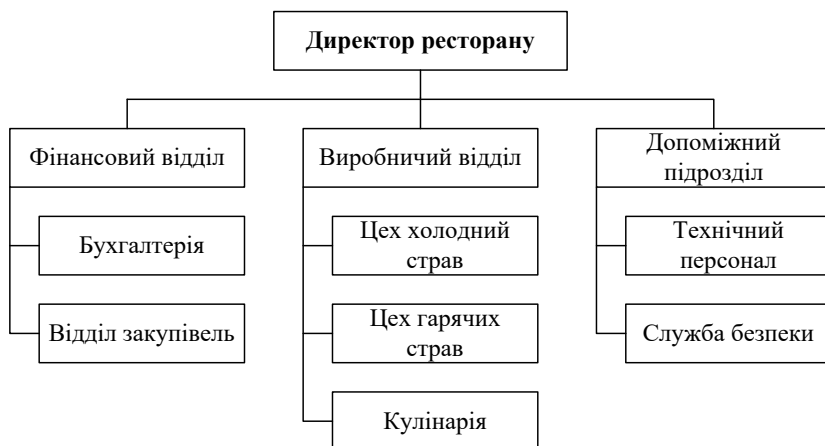 Директор ресторану
Фінансовий відділ
Виробничий відділ
Допоміжний
підрозділ
Бухгалтерія
Цех холодний
страв
Технічний
персонал
Відділ закупівель
Цех гарячих
страв
Служба безпеки
Кулінарія